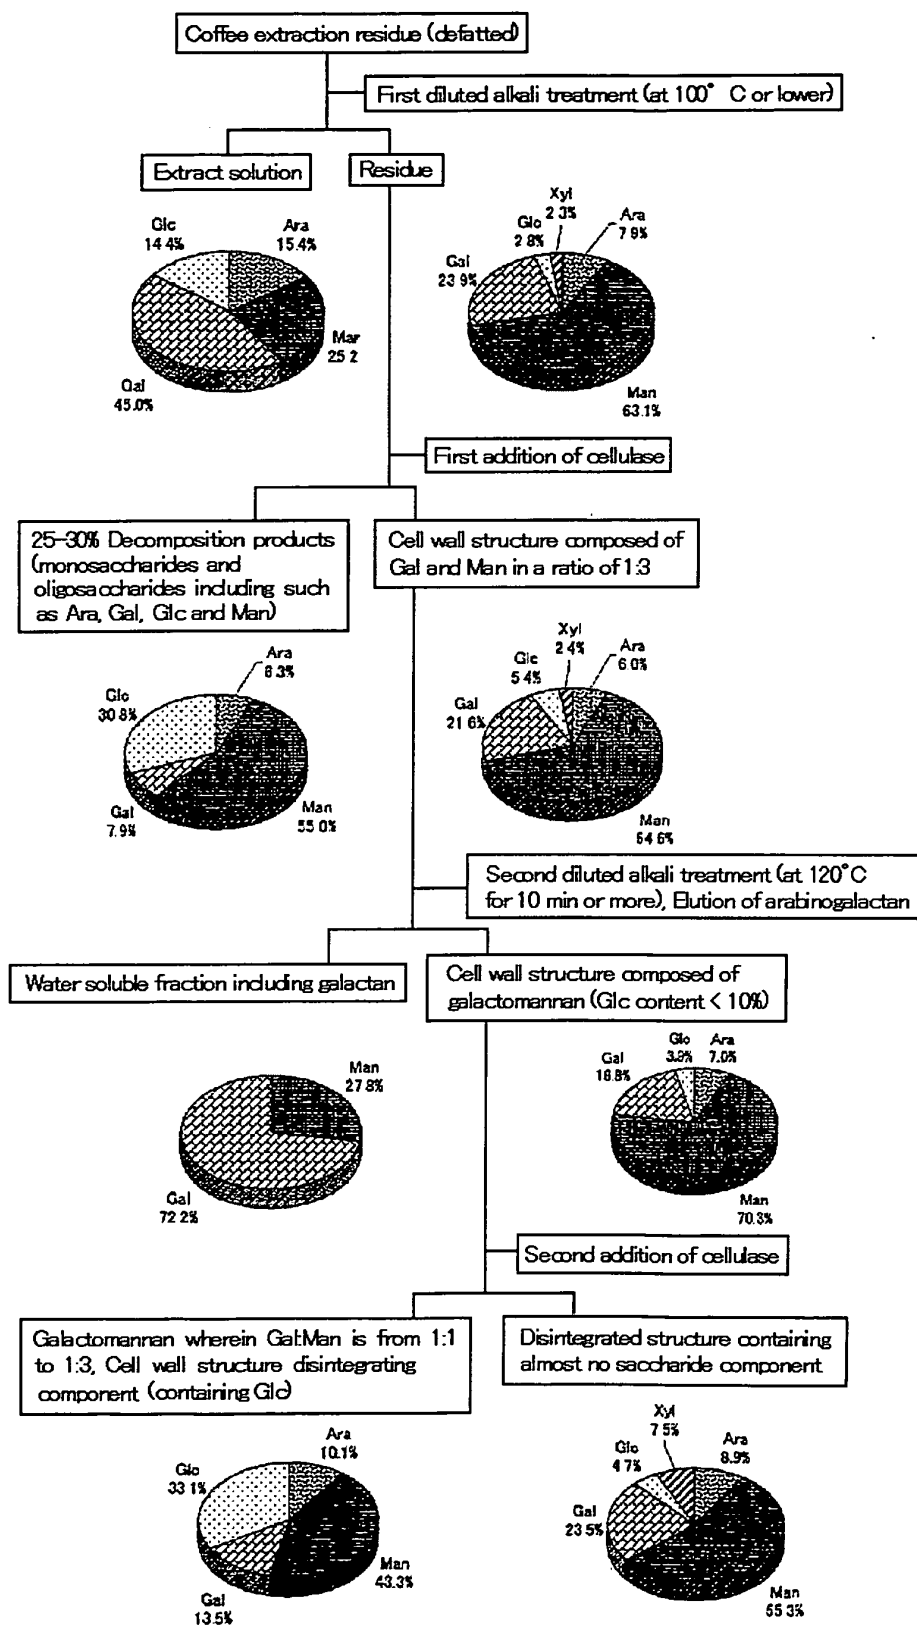 Coffee extraction residue (defatted)
First diluted alkali treatment (at 100° C or lower)
Extract solution
Residue
Glc
14.4%
Ara
15.4%
Mar
25.2
Gal
45.0%
Xyl
2.3%
Glc
2.8%
Ara
7.9%
Gal
23.9%
Man
63.1%
First addition of cellulase
25-30% Decomposition products
(monosaccharides and
oligosaccharides including such
as Ara, Gal, Glc and Man)
Cell wall structure composed of
Gal and Man in a ratio of 1:3
Ara
6.3%
Glc
30.8%
Gal
7.9%
Man
55.0%
Xyl
2.4%
Glc
5.4%
Ara
6.0%
Gal
21.6%
Man
64.6%
Second diluted alkali treatment (at 120°C
for 10 min or more), Elution of arabinogalactan
Water soluble fraction including galactan
Cell wall structure composed of
galactomannan (Glc content < 10%)
Man
27.8%
Gal
72.2%
Glc
3.9%
Ara
7.0%
Gal
18.8%
Man
70.3%
Second addition of cellulase
Galactomannan wherein Gal:Man is from 1:1
to 1:3, Cell wall structure disintegrating
component (containing Glc)
Disintegrated structure containing
almost no saccharide component
Ara
10.1%
Glc
33.1%
Gal
13.5%
Man
43.3%
Xyl
7.5%
Glc
4.7%
Ara
8.9%
Gal
23.5%
Man
55.3%